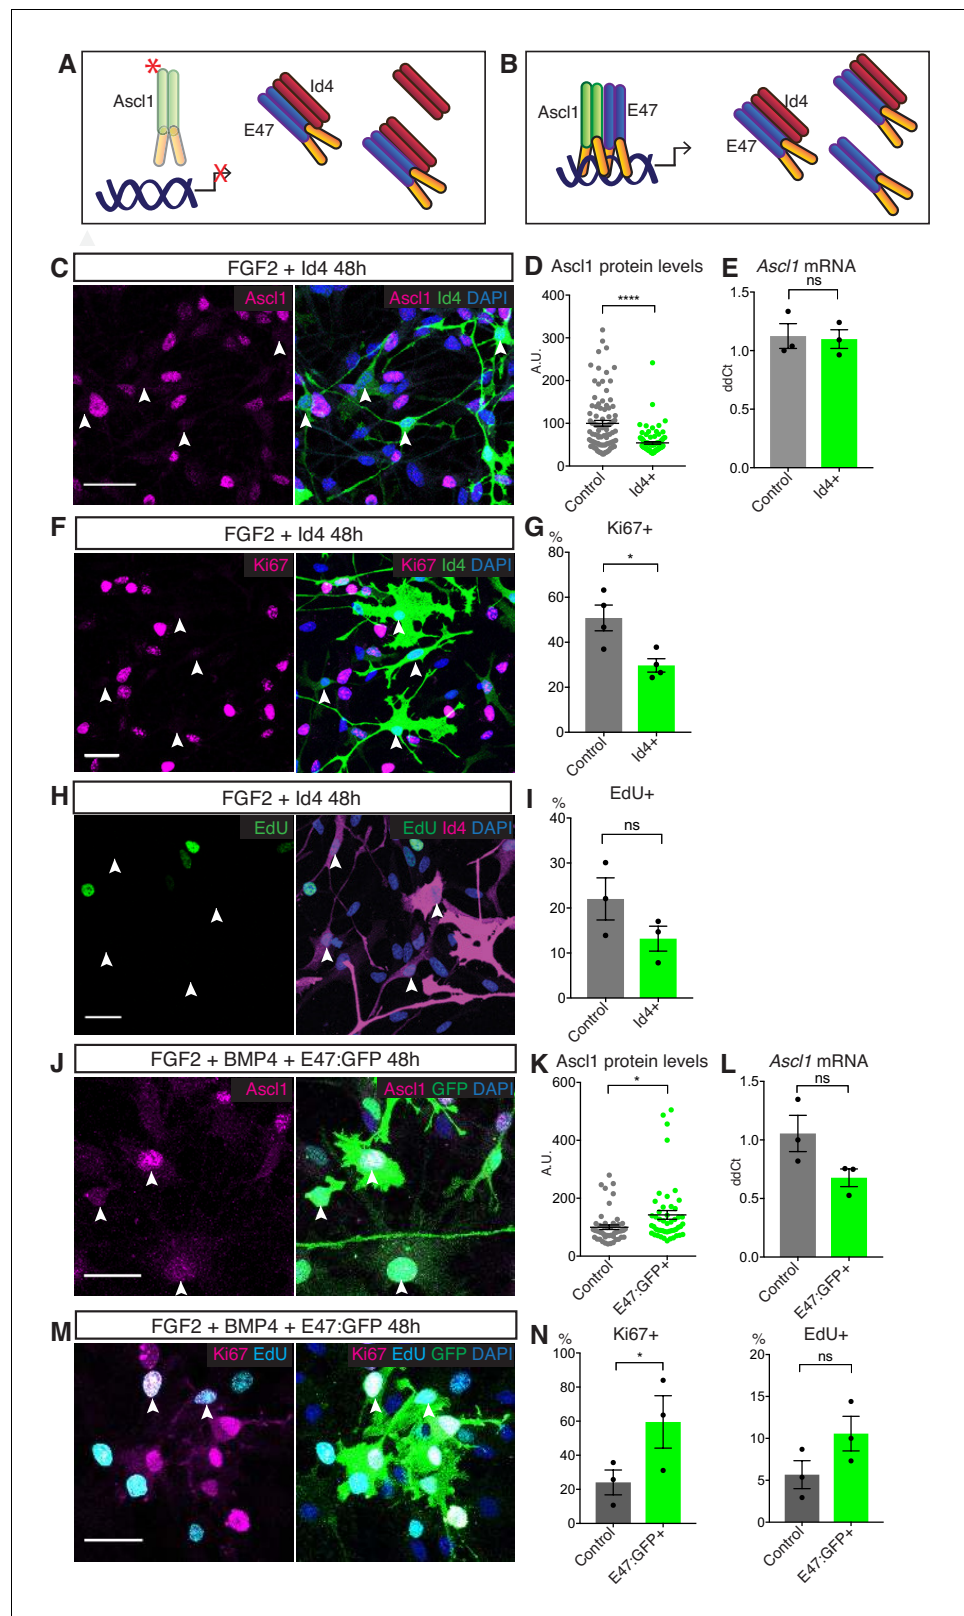 A
Ascl1
Id4
E47
B
Ascl1
E47
Id4
E47
C
FGF2 + Id4 48h
Ascl1
Ascl1 Id4 DAPI
D
Ascl1 protein levels
****
400
300
200
100
0
A.U.
Control
Id4+
E
Ascl1 mRNA
ns
1.5
1.0
0.5
0.0
ddCt
Control
Id4+
F
FGF2 + Id4 48h
Ki67
Ki67 Id4 DAPI
G
Ki67+
%
*
80
60
40
20
0
Control
Id4+
H
FGF2 + Id4 48h
EdU
EdU Id4 DAPI
I
EdU+
%
ns
40
30
20
10
0
Control
Id4+
J
FGF2 + BMP4 + E47:GFP 48h
Ascl1
Ascl1 GFP DAPI
K
Ascl1 protein levels
*
600
400
200
0
A.U.
Control
E47:GFP+
L
Ascl1 mRNA
ns
1.5
1.0
0.5
0.0
ddCt
Control
E47:GFP+
M
FGF2 + BMP4 + E47:GFP 48h
Ki67 EdU
Ki67 EdU GFP DAPI
N
Ki67+
%
*
100
80
60
40
20
0
Control
E47:GFP+
EdU+
%
ns
20
15
10
5
0
Control
E47:GFP+